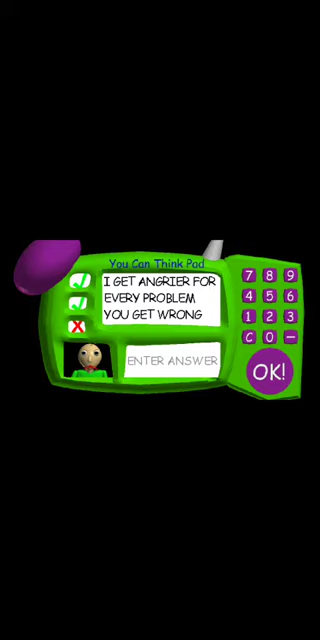 You Can Think Pad
I GET ANGRIER FOR
EVERY PROBLEM
YOU GET WRONG
ENTER ANSWER
7 8 9
4 5 6
1 2 3
C 0 –
OK!